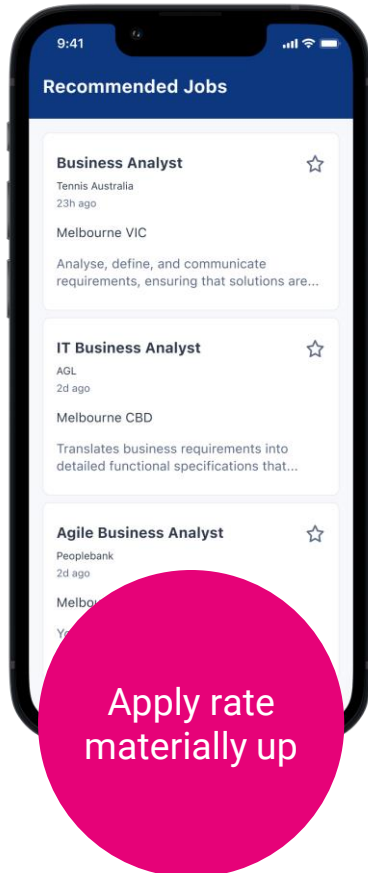 9:41
Recommended Jobs
Business Analyst
Tennis Australia
23h ago
Melbourne VIC
Analyse, define, and communicate
requirements, ensuring that solutions are...
IT Business Analyst
AGL
2d ago
Melbourne CBD
Translates business requirements into
detailed functional specifications that...
Agile Business Analyst
Peoplebank
2d ago
Apply rate
materially up